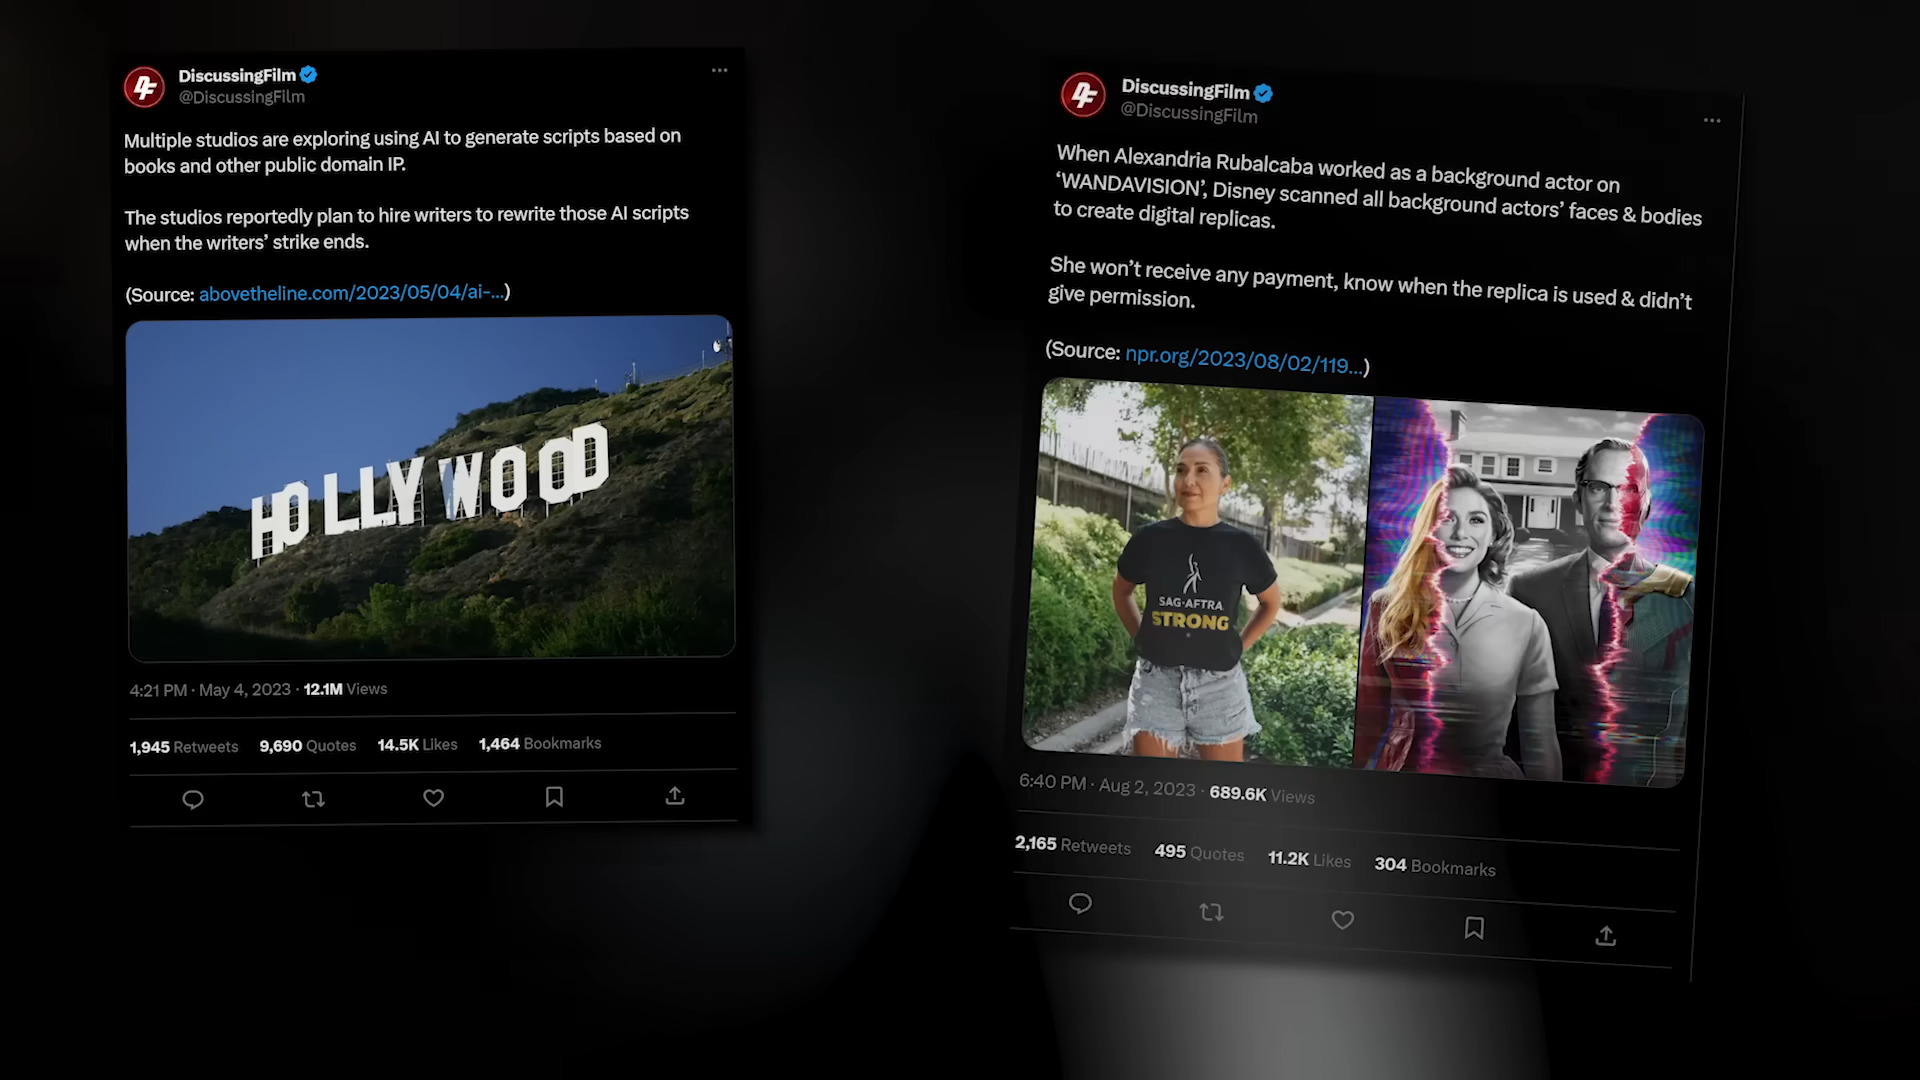 DiscussingFilm
@DiscussingFilm
Multiple studios are exploring using AI to generate scripts based on
books and other public domain IP.
The studios reportedly plan to hire writers to rewrite those AI scripts
when the writers’ strike ends.
(Source: abovetheline.com/2023/05/04/ai-...)
HOLLYWOOD
4:21 PM · May 4, 2023 · 12.1M Views
1,945 Retweets 9,690 Quotes 14.5K Likes 1,464 Bookmarks
DiscussingFilm
@DiscussingFilm
When Alexandria Rubalcaba worked as a background actor on
‘WANDAVISION’, Disney scanned all background actors’ faces & bodies
to create digital replicas.
She won’t receive any payment, know when the replica is used & didn’t
give permission.
(Source: npr.org/2023/08/02/119...)
SAG·AFTRA
STRONG
6:40 PM · Aug 2, 2023 · 689.6K Views
2,165 Retweets 495 Quotes 11.2K Likes 304 Bookmarks